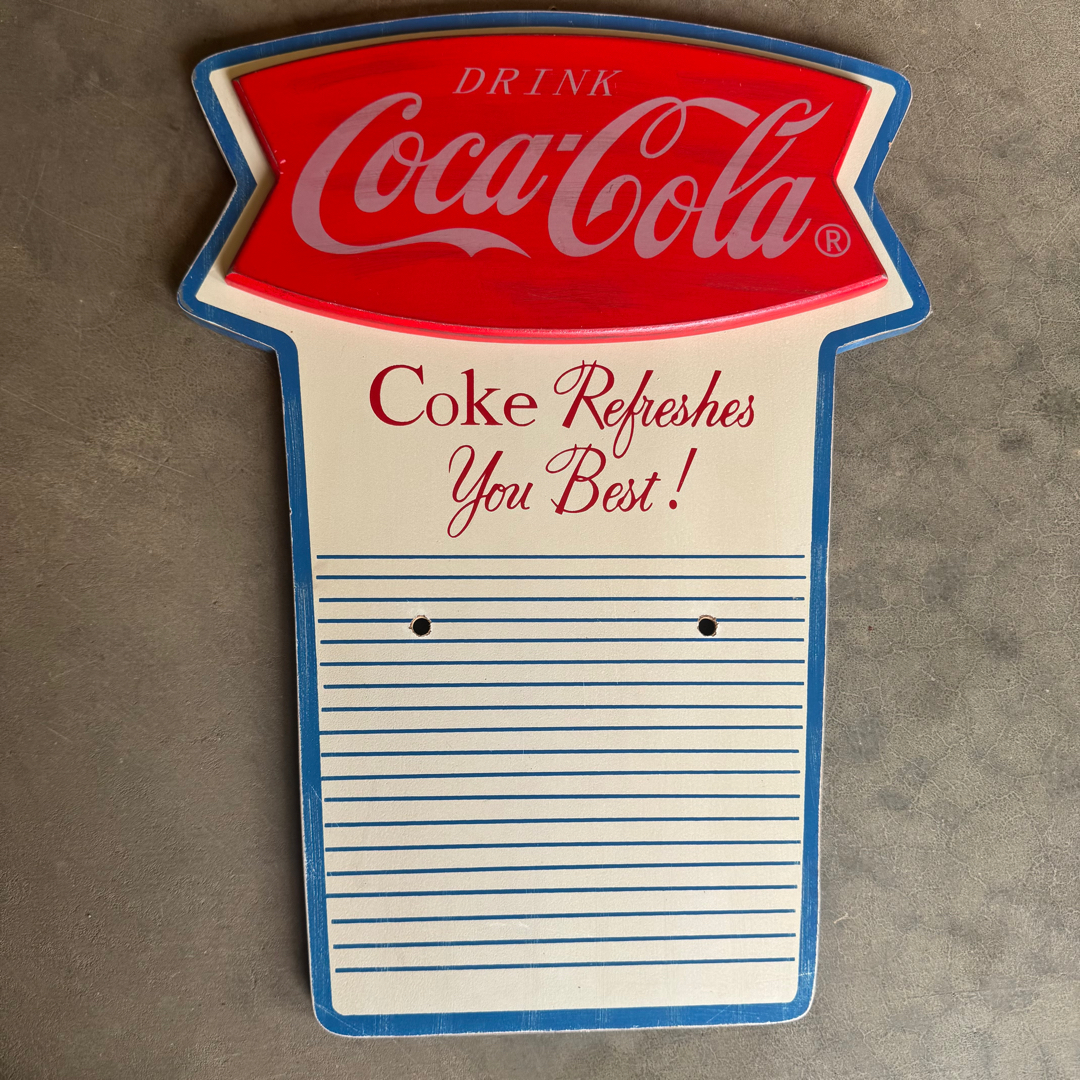 DRINK
Coca-Cola®
Coke Refreshes
You Best!